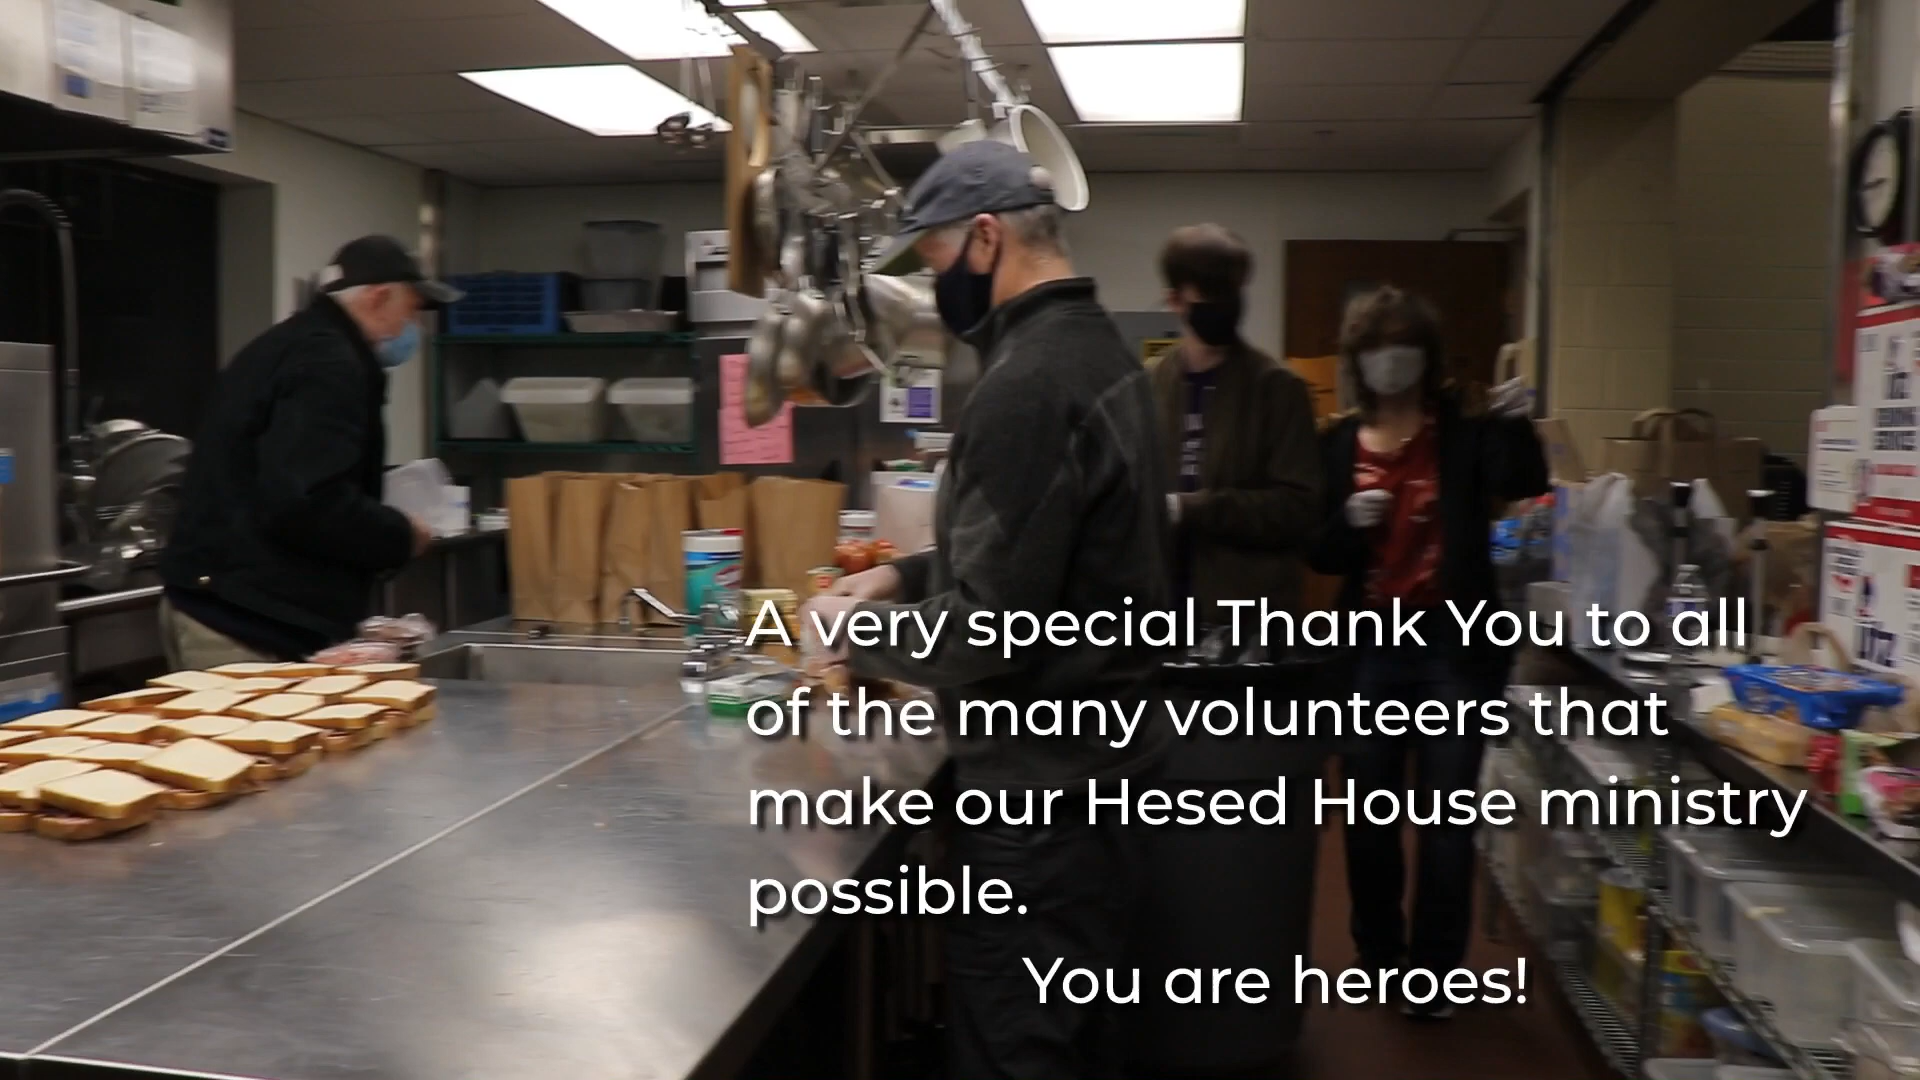 A very special Thank You to all
of the many volunteers that
make our Hesed House ministry
possible.
You are heroes!